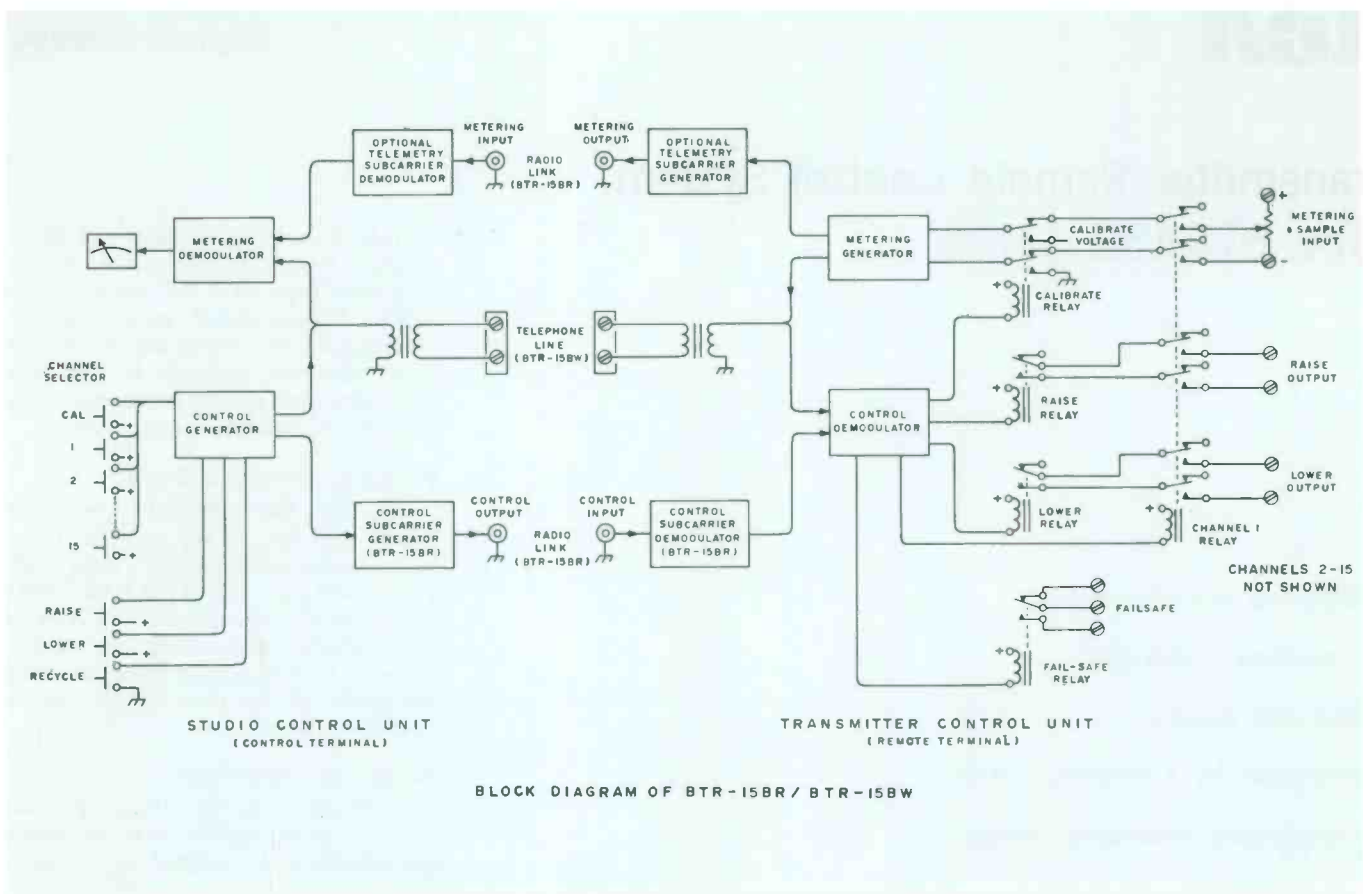 OPTIONAL
TELEMETRY
SUBCARRIER
DEMODULATOR
METERING
INPUT
RADIO
LINK
(BTR-15BR)
METERING
OUTPUT
OPTIONAL
TELEMETRY
SUBCARRIER
GENERATOR
METERING
DEMODULATOR
METERING
GENERATOR
CALIBRATE
VOLTAGE
+
METERING
SAMPLE
INPUT
-
+
CALIBRATE
RELAY
TELEPHONE
LINE
(BTR-15BW)
CHANNEL
SELECTOR
CAL
+
1
+
2
+
15
+
CONTROL
GENERATOR
CONTROL
DEMODULATOR
+
RAISE
RELAY
RAISE
OUTPUT
+
LOWER
RELAY
LOWER
OUTPUT
+
CHANNEL 1
RELAY
CONTROL
SUBCARRIER
GENERATOR
(BTR-15BR)
CONTROL
OUTPUT
RADIO
LINK
(BTR-15BR)
CONTROL
INPUT
CONTROL
SUBCARRIER
DEMODULATOR
(BTR-15BR)
CHANNELS 2-15
NOT SHOWN
RAISE
+
LOWER
+
RECYCLE
FAILSAFE
+
FAIL-SAFE
RELAY
STUDIO CONTROL UNIT
(CONTROL TERMINAL)
TRANSMITTER CONTROL UNIT
(REMOTE TERMINAL)
BLOCK DIAGRAM OF BTR-15BR / BTR-15BW